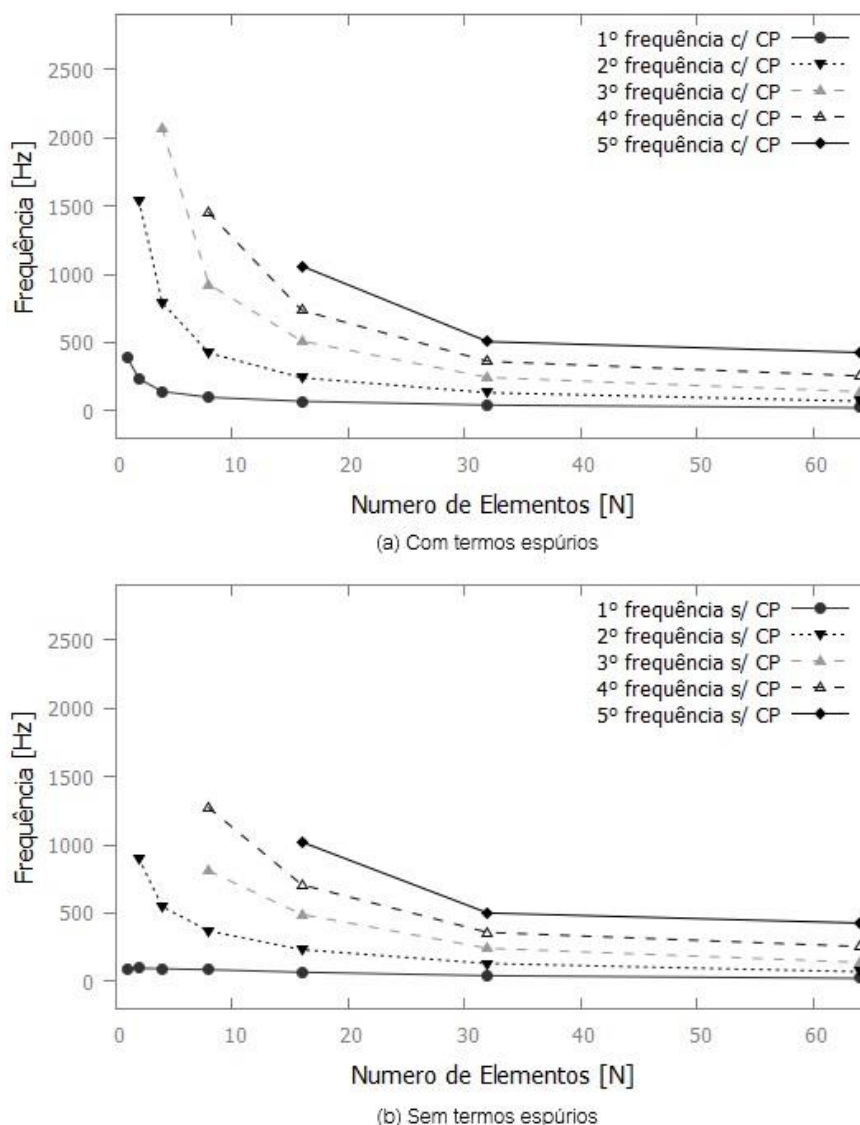 1º frequência c/ CP
2º frequência c/ CP
3º frequência c/ CP
4º frequência c/ CP
5º frequência c/ CP
2500
2000
1500
1000
500
0
Frequência [Hz]
0 10 20 30 40 50 60
Numero de Elementos [N]
(a) Com termos espúrios
1º frequência s/ CP
2º frequência s/ CP
3º frequência s/ CP
4º frequência s/ CP
5º frequência s/ CP
2500
2000
1500
1000
500
0
Frequência [Hz]
0 10 20 30 40 50 60
Numero de Elementos [N]
(b) Sem termos espúrios